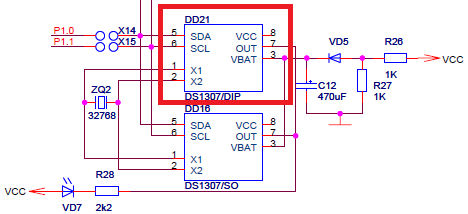 DD21
P1.0 X14 5 SDA VCC 8
P1.1 X15 6 SCL OUT 7
VBAT 3
1 X1
2 X2
DS1307/DIP
VD5 R26
VCC
1K
C12
470uF
R27
1K
ZQ2
32768
DD16
5 SDA VCC 8
6 SCL OUT 7
VBAT 3
1 X1
2 X2
DS1307/SO
VCC
R28
VD7 2k2